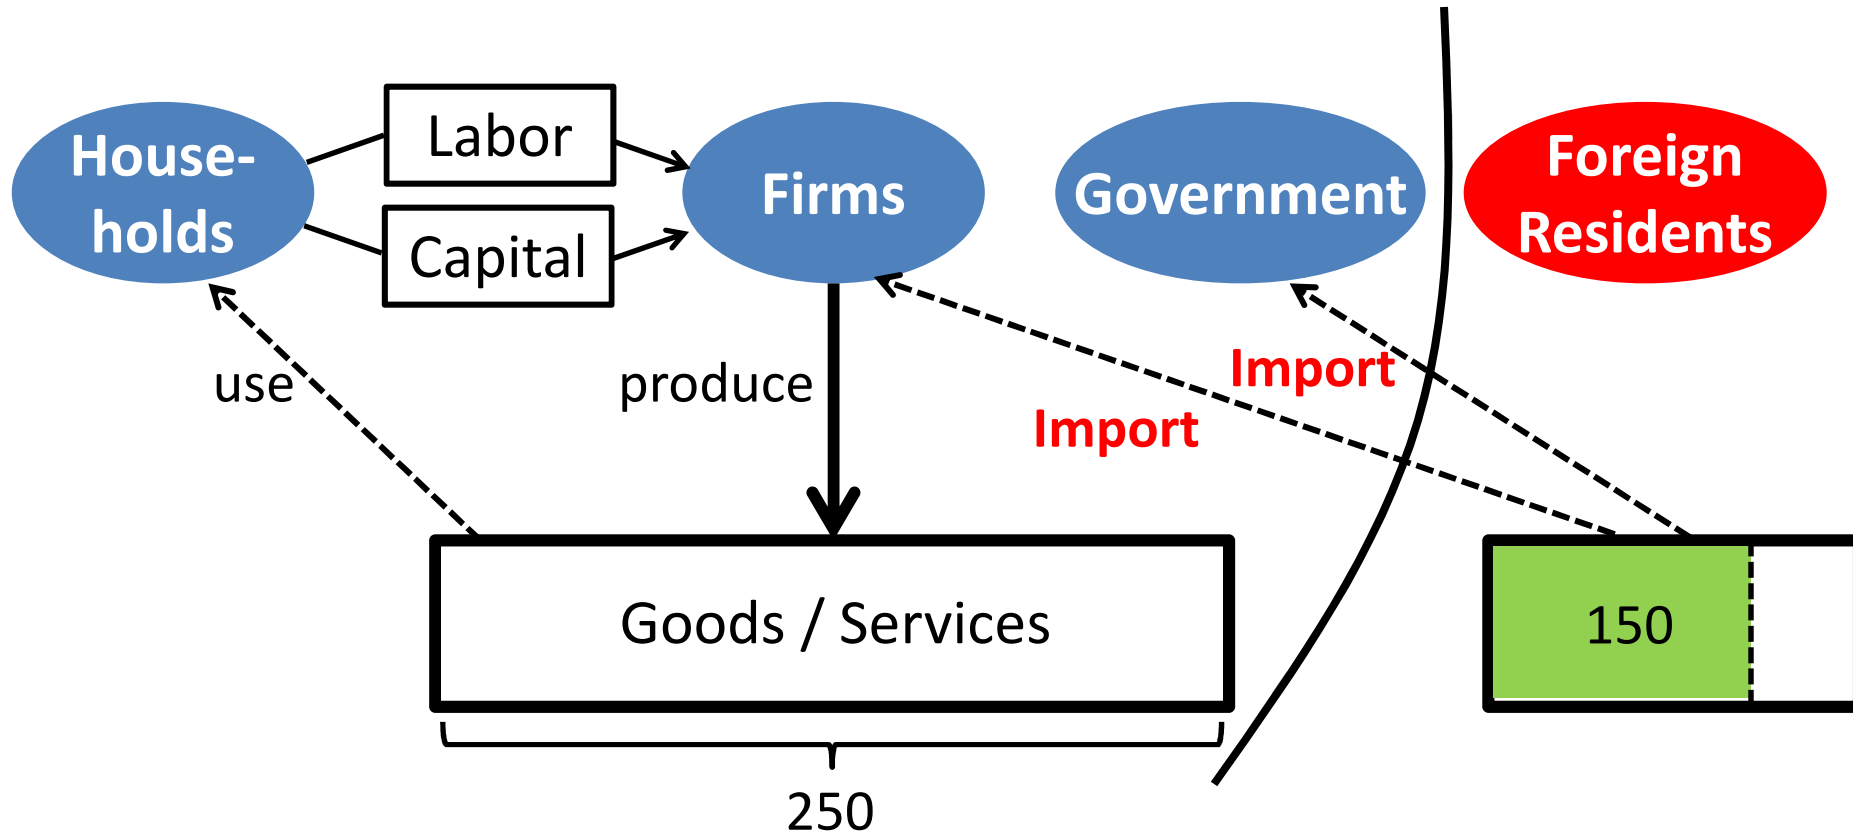 House-
holds
Labor
Capital
Firms
Government
Foreign
Residents
use
produce
Import
Import
Goods / Services
150
250